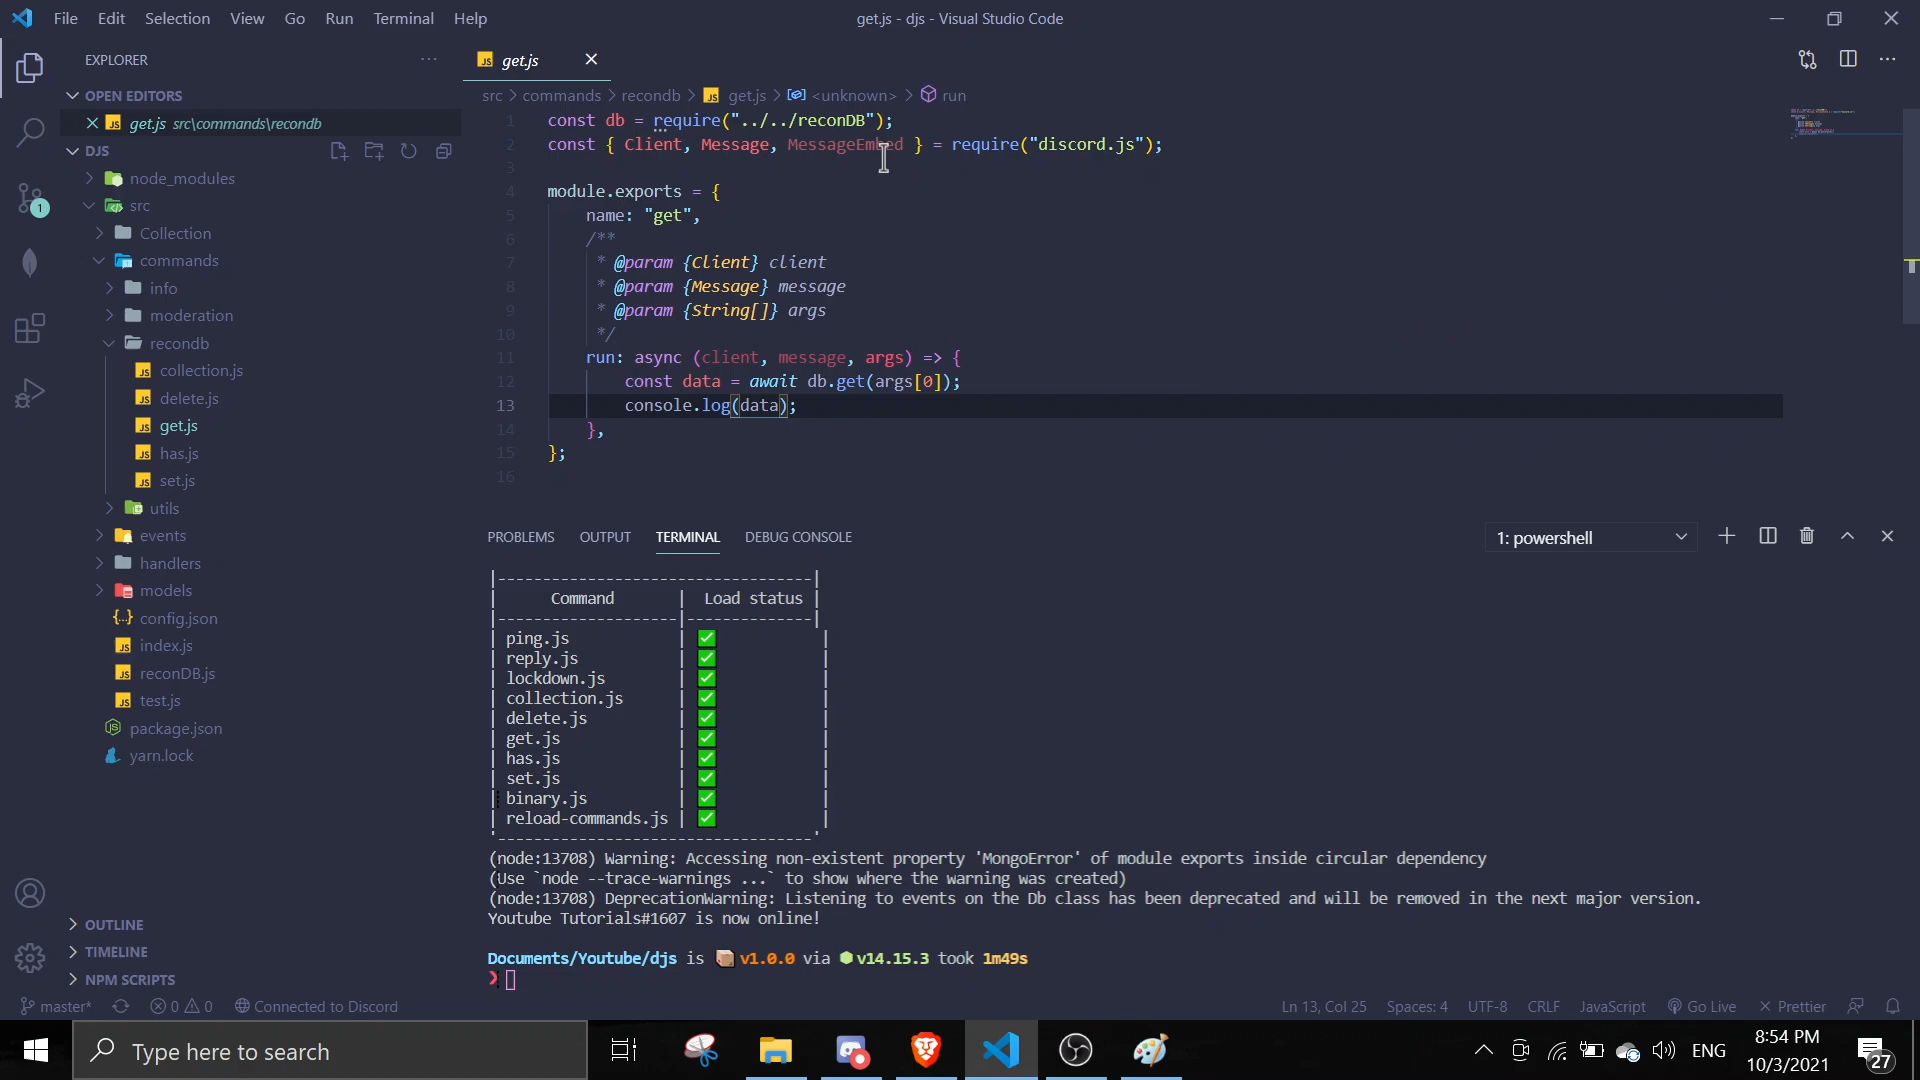 File Edit Selection View Go Run Terminal Help
get.js - djs - Visual Studio Code
EXPLORER
OPEN EDITORS
get.js src\commands\recondb
DJS
node_modules
src
Collection
commands
info
moderation
recondb
collection.js
delete.js
get.js
has.js
set.js
utils
events
handlers
models
config.json
index.js
reconDB.js
test.js
package.json
yarn.lock
OUTLINE
TIMELINE
NPM SCRIPTS
1
get.js
src > commands > recondb > get.js > <unknown> > run
1 const db = require("../../reconDB");
2 const { Client, Message, MessageEmbed } = require("discord.js");
3
4 module.exports = {
5 name: "get",
6 /**
7 * @param {Client} client
8 * @param {Message} message
9 * @param {String[]} args
10 */
11 run: async (client, message, args) => {
12 const data = await db.get(args[0]);
13 console.log(data);
14 },
15 };
16
PROBLEMS OUTPUT TERMINAL DEBUG CONSOLE
1: powershell
|-----------------------------------|
| Command | Load status |
|--------------------|--------------|
| ping.js | ✅ |
| reply.js | ✅ |
| lockdown.js | ✅ |
| collection.js | ✅ |
| delete.js | ✅ |
| get.js | ✅ |
| has.js | ✅ |
| set.js | ✅ |
| binary.js | ✅ |
| reload-commands.js | ✅ |
'-----------------------------------'
(node:13708) Warning: Accessing non-existent property 'MongoError' of module exports inside circular dependency
(Use `node --trace-warnings ...` to show where the warning was created)
(node:13708) DeprecationWarning: Listening to events on the Db class has been deprecated and will be removed in the next major version.
Youtube Tutorials#1607 is now online!
Documents/Youtube/djs is 📦 v1.0.0 via ⬢ v14.15.3 took 1m49s
❯
master* 0 0 Connected to Discord
Ln 13, Col 25 Spaces: 4 UTF-8 CRLF JavaScript Go Live Prettier
Type here to search
ENG
8:54 PM
10/3/2021
27